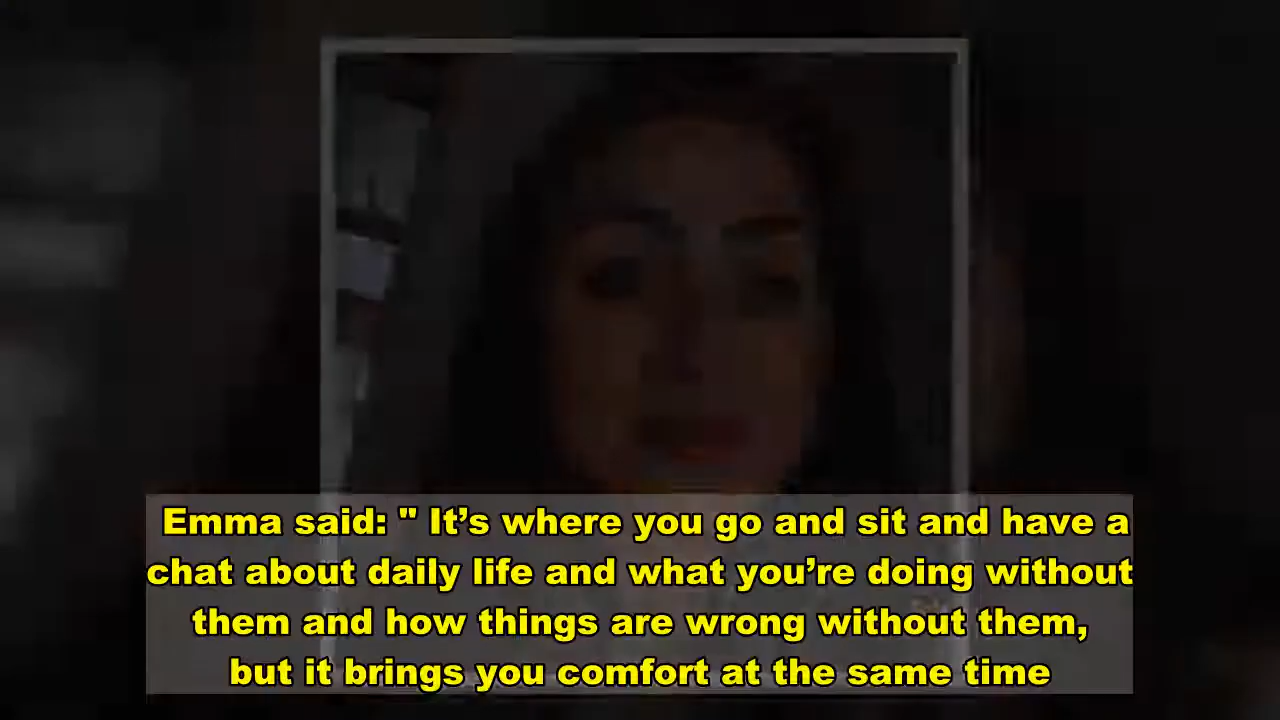 Emma said: " It’s where you go and sit and have a
chat about daily life and what you’re doing without
them and how things are wrong without them,
but it brings you comfort at the same time